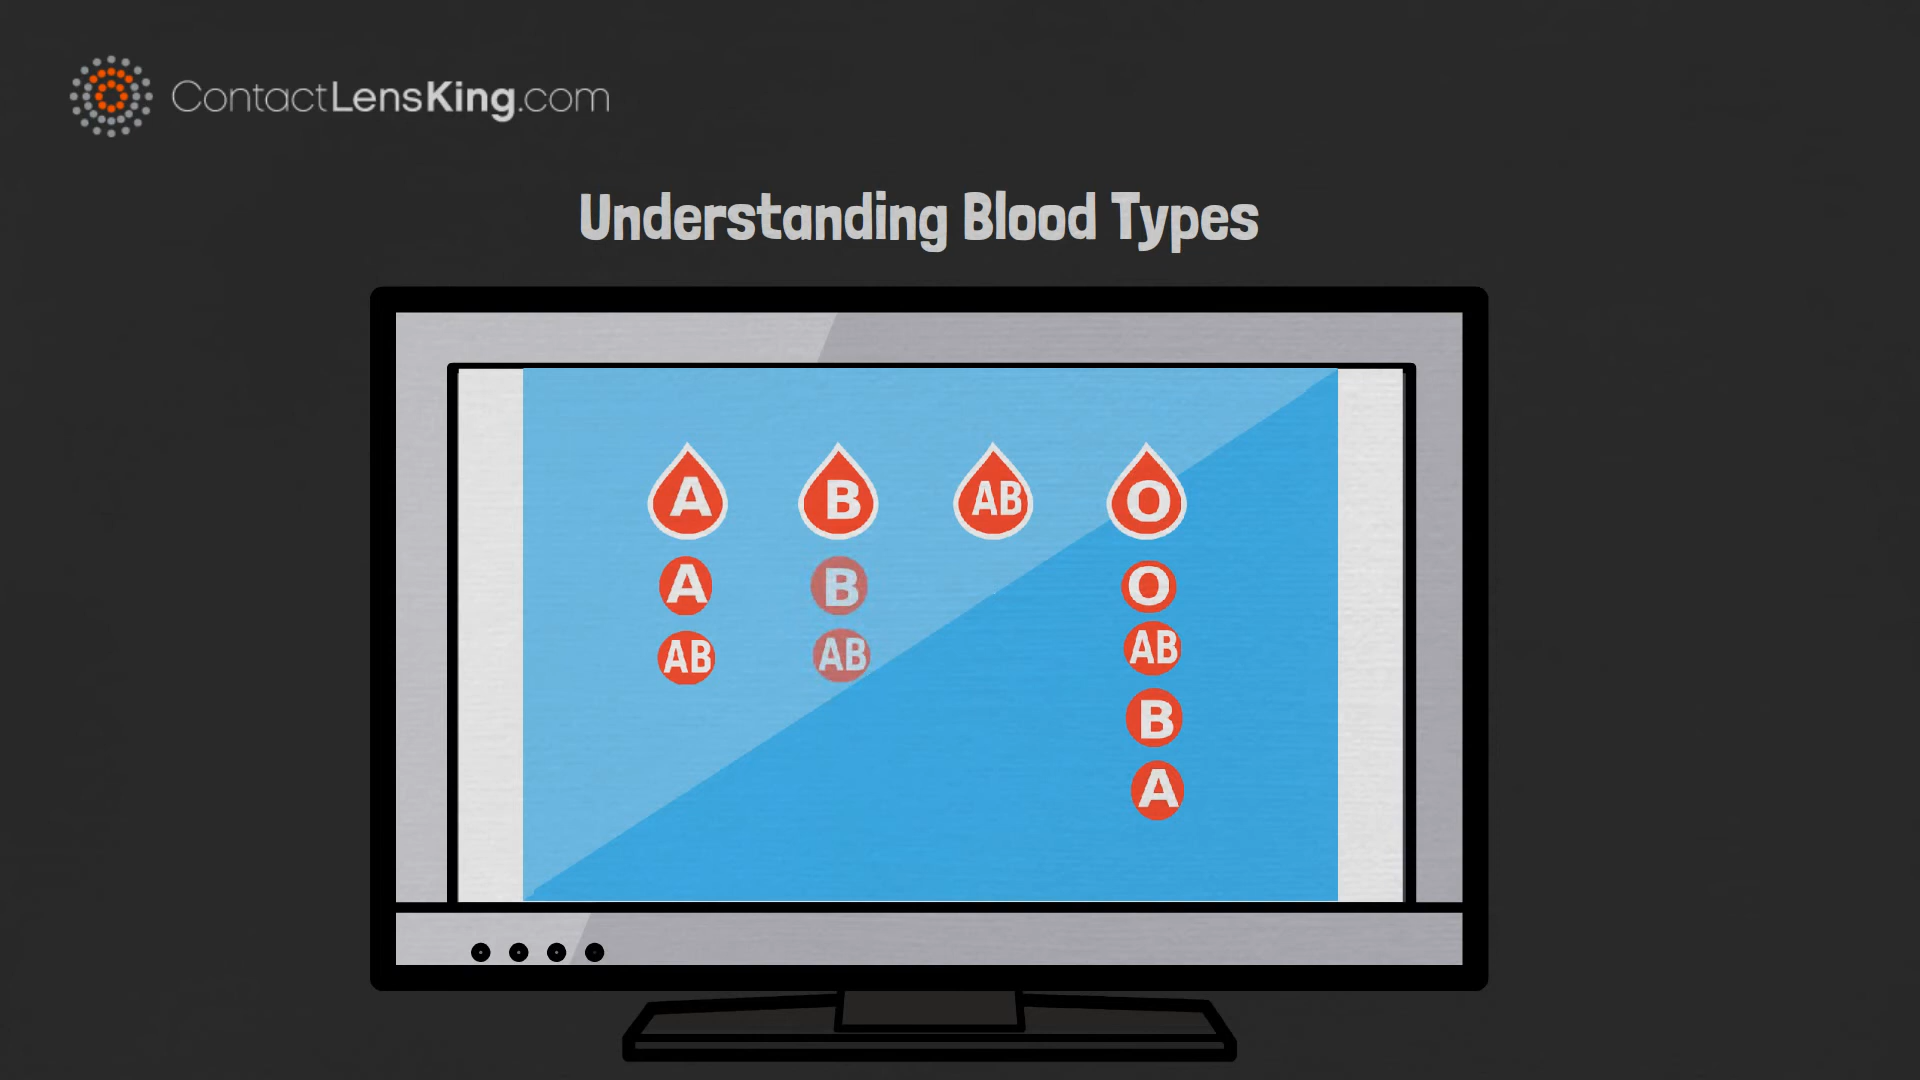 ContactLensKing.com
Understanding Blood Types
A B AB O
A B O
AB AB AB
B
A